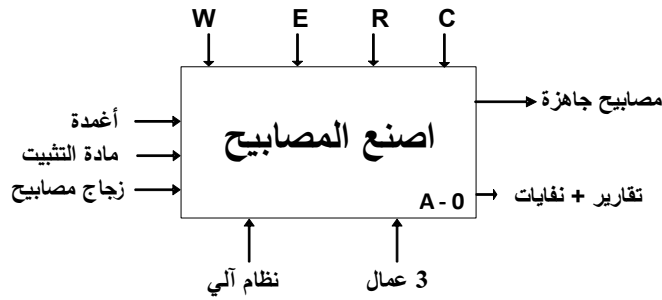 W E R C
مصابيح جاهزة
أغمدة
اصنع المصابيح
مادة التثبيت
زجاج مصابيح
تقارير + نفايات
A - 0
نظام آلي
3 عمال